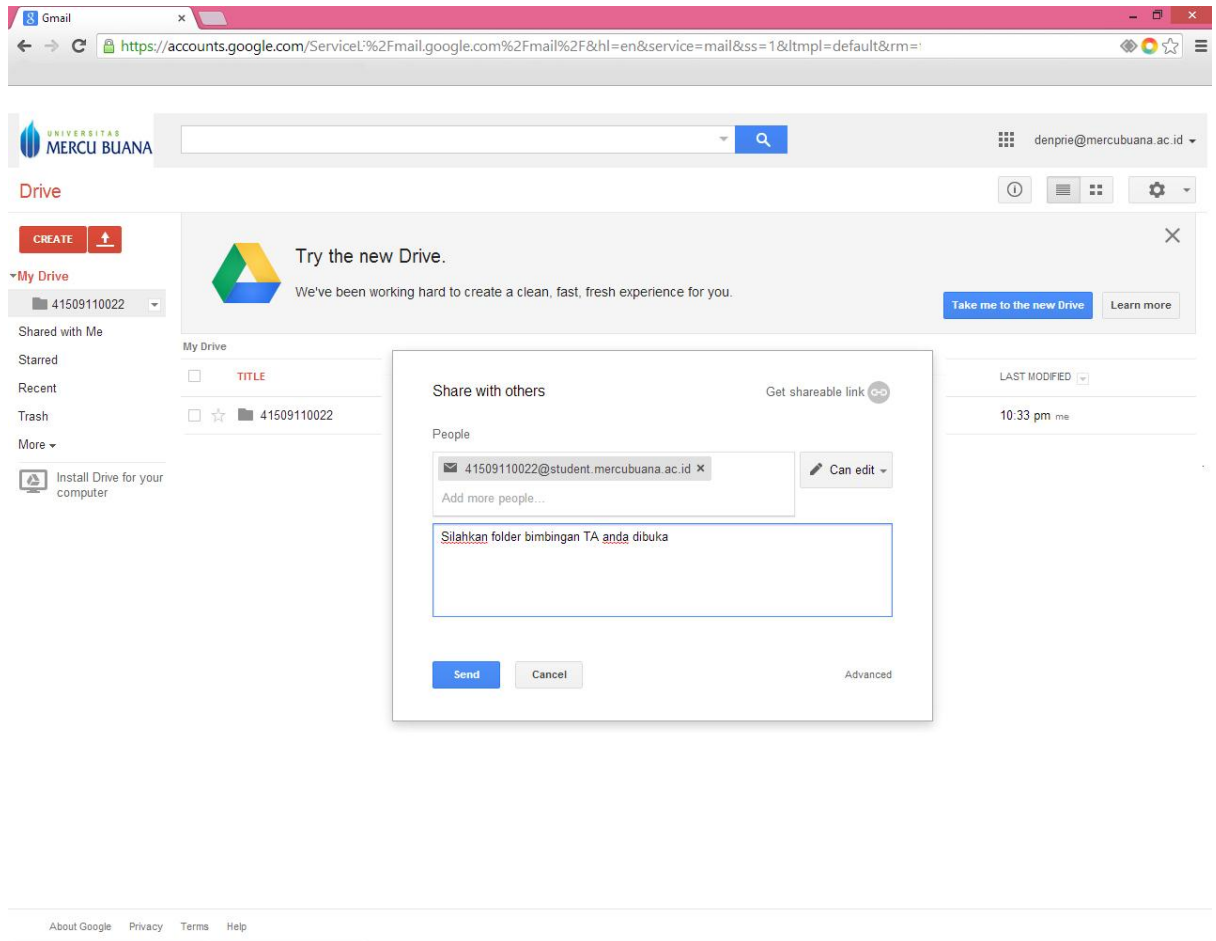 Gmail
https://accounts.google.com/ServiceL%2Fmail.google.com%2Fmail%2F&hl=en&service=mail&ss=1&ltmpl=default&rm=
UNIVERSITAS
MERCU BUANA
denprie@mercubuana.ac.id
Drive
CREATE
My Drive
41509110022
Shared with Me
Starred
Recent
Trash
More
Install Drive for your
computer
Try the new Drive.
We've been working hard to create a clean, fast, fresh experience for you.
Take me to the new Drive
Learn more
My Drive
TITLE
LAST MODIFIED
41509110022
10:33 pm me
Share with others
Get shareable link
People
41509110022@student.mercubuana.ac.id
Can edit
Add more people...
Silahkan folder bimbingan TA anda dibuka
Send
Cancel
Advanced
About Google Privacy Terms Help